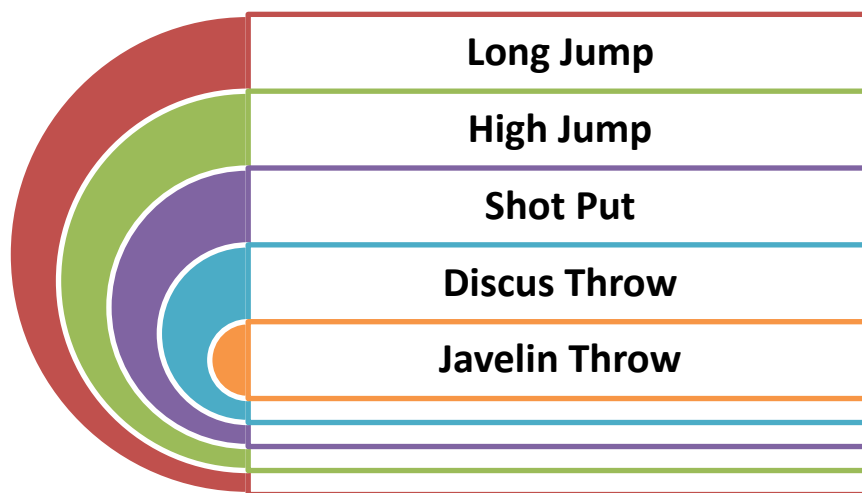 Long Jump
High Jump
Shot Put
Discus Throw
Javelin Throw